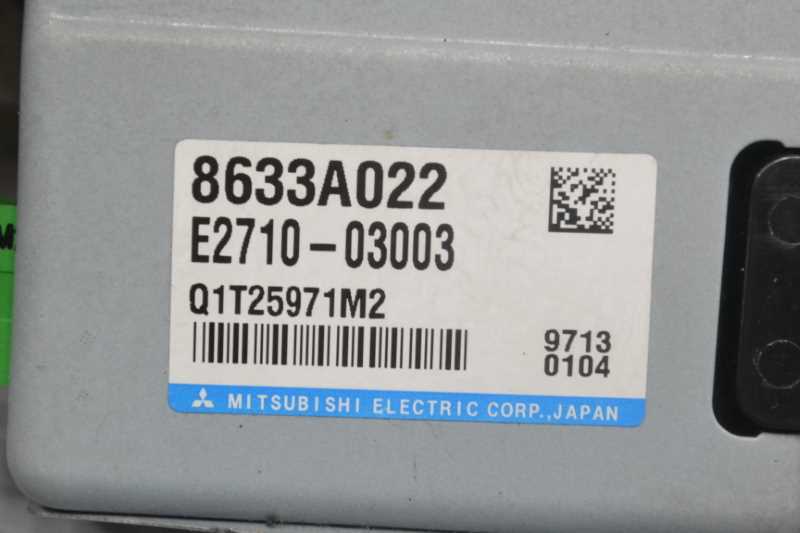 8633A022
E2710-03003
Q1T25971M2
9713
0104
MITSUBISHI ELECTRIC CORP.,JAPAN